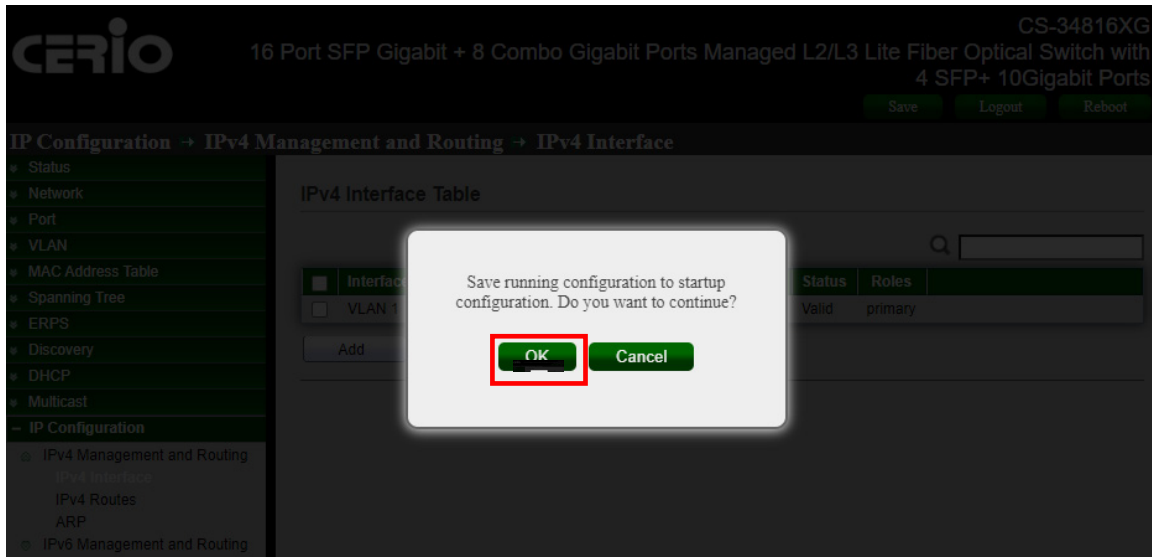 CERIO
CS-34816XG
16 Port SFP Gigabit + 8 Combo Gigabit Ports Managed L2/L3 Lite Fiber Optical Switch with
4 SFP+ 10Gigabit Ports
Save Logout Reboot
IP Configuration → IPv4 Management and Routing → IPv4 Interface
Status
Network
Port
VLAN
MAC Address Table
Spanning Tree
ERPS
Discovery
DHCP
Multicast
IP Configuration
IPv4 Management and Routing
IPv4 Interface
IPv4 Routes
ARP
IPv6 Management and Routing
IPv4 Interface Table
Interface Status Roles
VLAN 1 Valid primary
Add
Save running configuration to startup
configuration. Do you want to continue?
OK Cancel